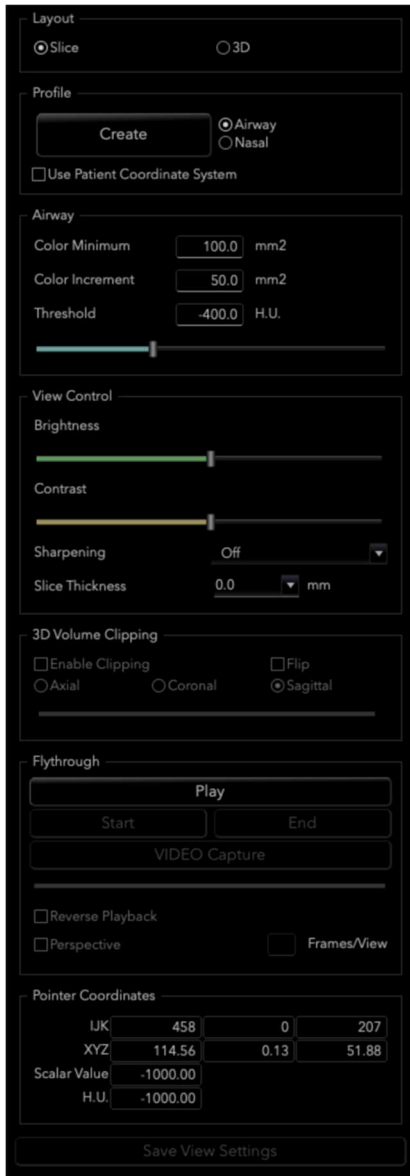 Layout
Slice 3D
Profile
Create
Airway
Nasal
Use Patient Coordinate System
Airway
Color Minimum 100.0 mm2
Color Increment 50.0 mm2
Threshold -400.0 H.U.
View Control
Brightness
Contrast
Sharpening Off
Slice Thickness 0.0 mm
3D Volume Clipping
Enable Clipping Flip
Axial Coronal Sagittal
Flythrough
Play
Start End
VIDEO Capture
Reverse Playback
Perspective Frames/View
Pointer Coordinates
IJK 458 0 207
XYZ 114.56 0.13 51.88
Scalar Value -1000.00
H.U. -1000.00
Save View Settings